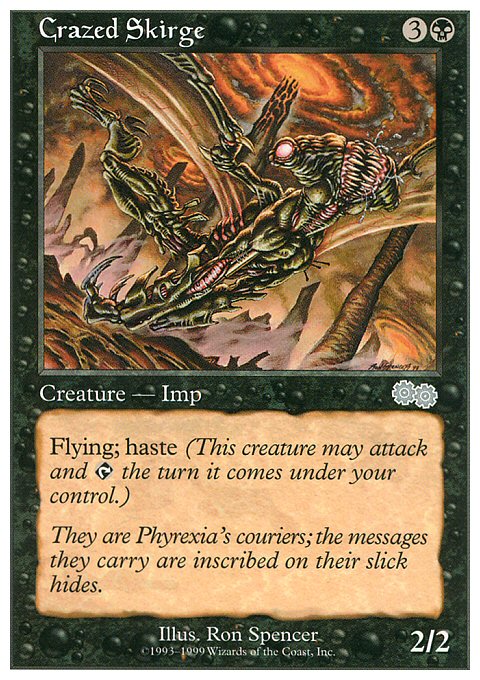 Crazed Skirge
3
Creature — Imp
Flying; haste (This creature may attack
and the turn it comes under your
control.)
They are Phyrexia's couriers; the messages
they carry are inscribed on their slick
hides.
Illus. Ron Spencer
2/2
©1993–1999 Wizards of the Coast, Inc.